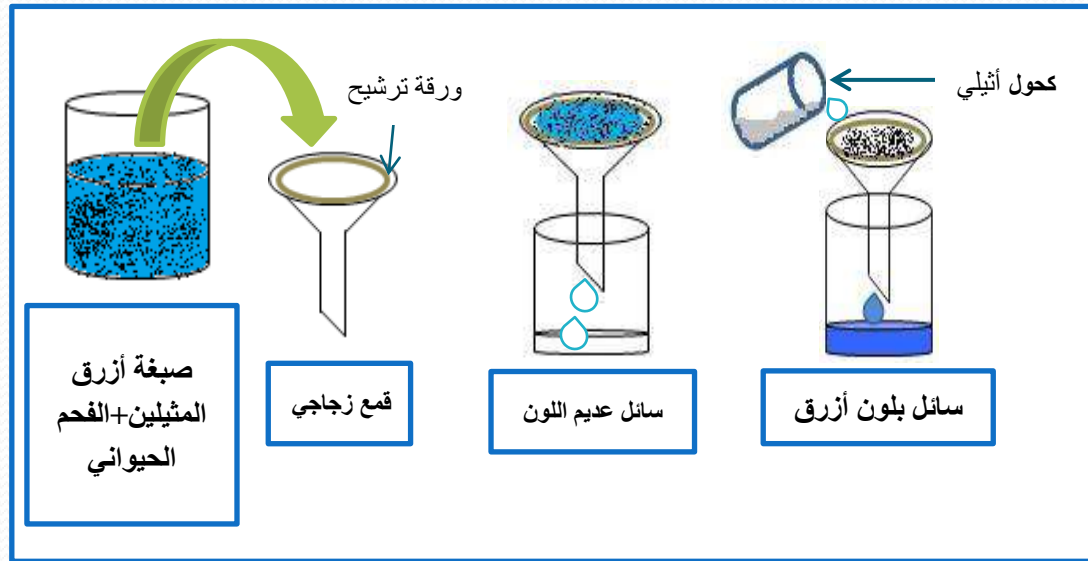 ورقة ترشيح
كحول أثيلي
صبغة أزرق
المثيلين+الفحم
الحيواني
قمع زجاجي
سائل عديم اللون
سائل بلون أزرق